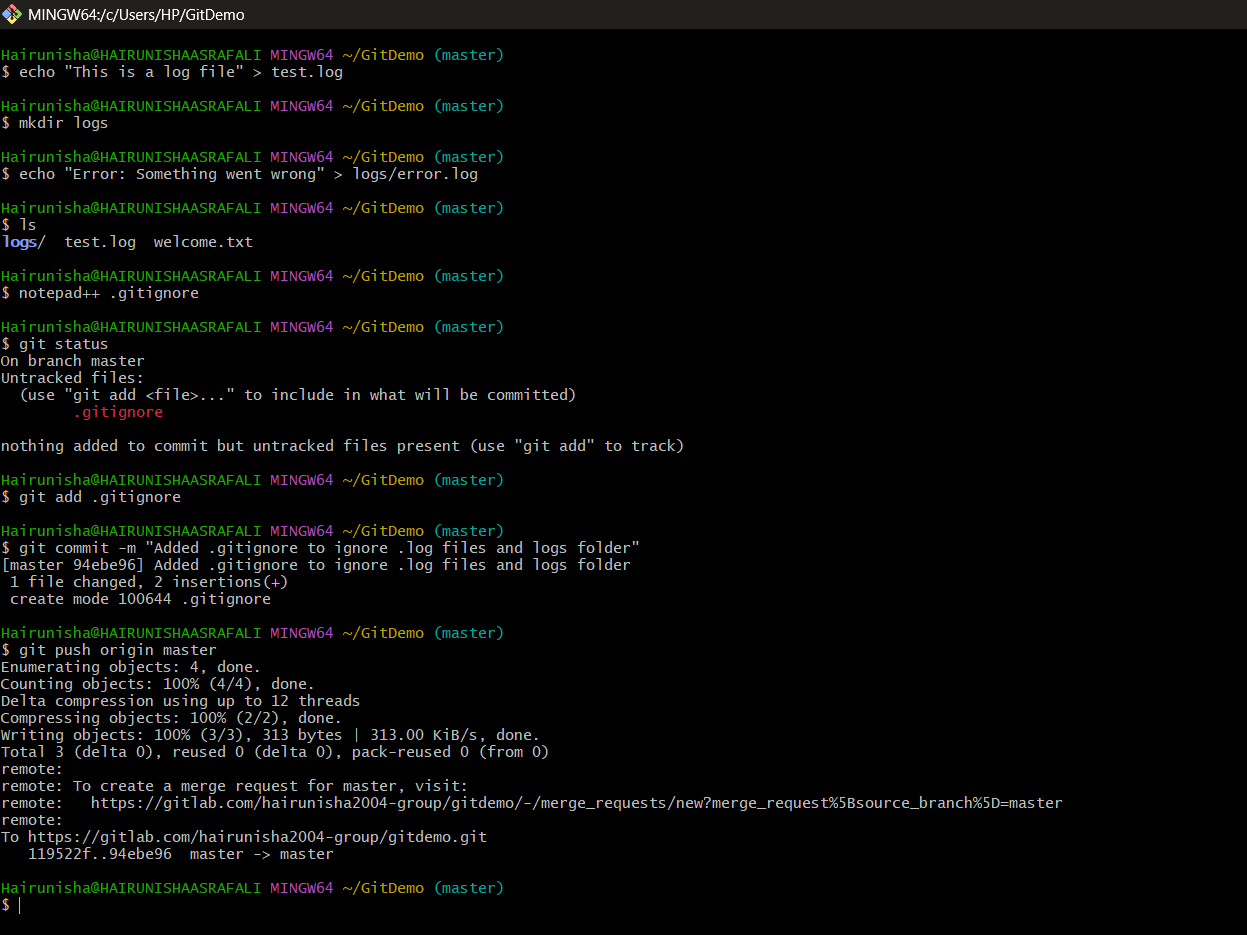 MINGW64:/c/Users/HP/GitDemo
Hairunisha@HAIRUNISHAASRAFALI MINGW64 ~/GitDemo (master)
$ echo "This is a log file" > test.log
Hairunisha@HAIRUNISHAASRAFALI MINGW64 ~/GitDemo (master)
$ mkdir logs
Hairunisha@HAIRUNISHAASRAFALI MINGW64 ~/GitDemo (master)
$ echo "Error: Something went wrong" > logs/error.log
Hairunisha@HAIRUNISHAASRAFALI MINGW64 ~/GitDemo (master)
$ ls
logs/  test.log  welcome.txt
Hairunisha@HAIRUNISHAASRAFALI MINGW64 ~/GitDemo (master)
$ notepad++ .gitignore
Hairunisha@HAIRUNISHAASRAFALI MINGW64 ~/GitDemo (master)
$ git status
On branch master
Untracked files:
  (use "git add <file>..." to include in what will be committed)
        .gitignore
nothing added to commit but untracked files present (use "git add" to track)
Hairunisha@HAIRUNISHAASRAFALI MINGW64 ~/GitDemo (master)
$ git add .gitignore
Hairunisha@HAIRUNISHAASRAFALI MINGW64 ~/GitDemo (master)
$ git commit -m "Added .gitignore to ignore .log files and logs folder"
[master 94ebe96] Added .gitignore to ignore .log files and logs folder
 1 file changed, 2 insertions(+)
 create mode 100644 .gitignore
Hairunisha@HAIRUNISHAASRAFALI MINGW64 ~/GitDemo (master)
$ git push origin master
Enumerating objects: 4, done.
Counting objects: 100% (4/4), done.
Delta compression using up to 12 threads
Compressing objects: 100% (2/2), done.
Writing objects: 100% (3/3), 313 bytes | 313.00 KiB/s, done.
Total 3 (delta 0), reused 0 (delta 0), pack-reused 0 (from 0)
remote:
remote: To create a merge request for master, visit:
remote:   https://gitlab.com/hairunisha2004-group/gitdemo/-/merge_requests/new?merge_request%5Bsource_branch%5D=master
remote:
To https://gitlab.com/hairunisha2004-group/gitdemo.git
   119522f..94ebe96  master -> master
Hairunisha@HAIRUNISHAASRAFALI MINGW64 ~/GitDemo (master)
$